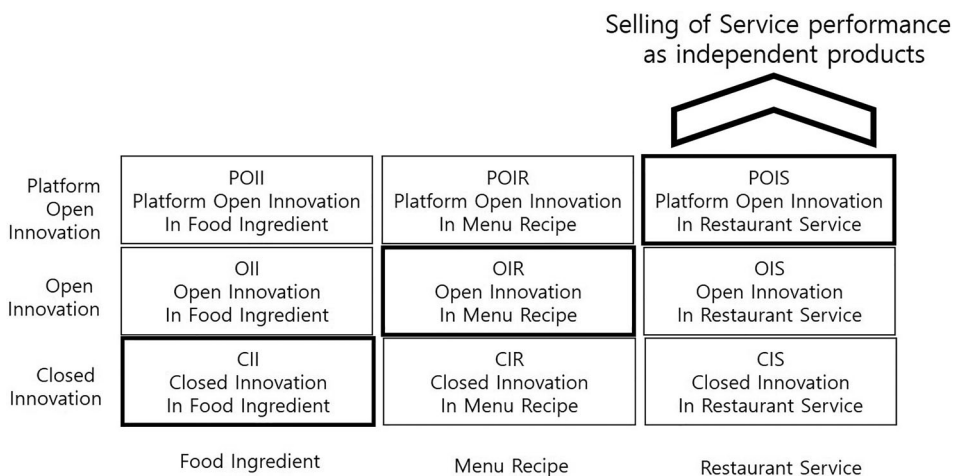 Selling of Service performance
as independent products
Platform
Open
Innovation
POII
Platform Open Innovation
In Food Ingredient
POIR
Platform Open Innovation
In Menu Recipe
POIS
Platform Open Innovation
In Restaurant Service
Open
Innovation
OII
Open Innovation
In Food Ingredient
OIR
Open Innovation
In Menu Recipe
OIS
Open Innovation
In Restaurant Service
Closed
Innovation
CII
Closed Innovation
In Food Ingredient
CIR
Closed Innovation
In Menu Recipe
CIS
Closed Innovation
In Restaurant Service
Food Ingredient
Menu Recipe
Restaurant Service